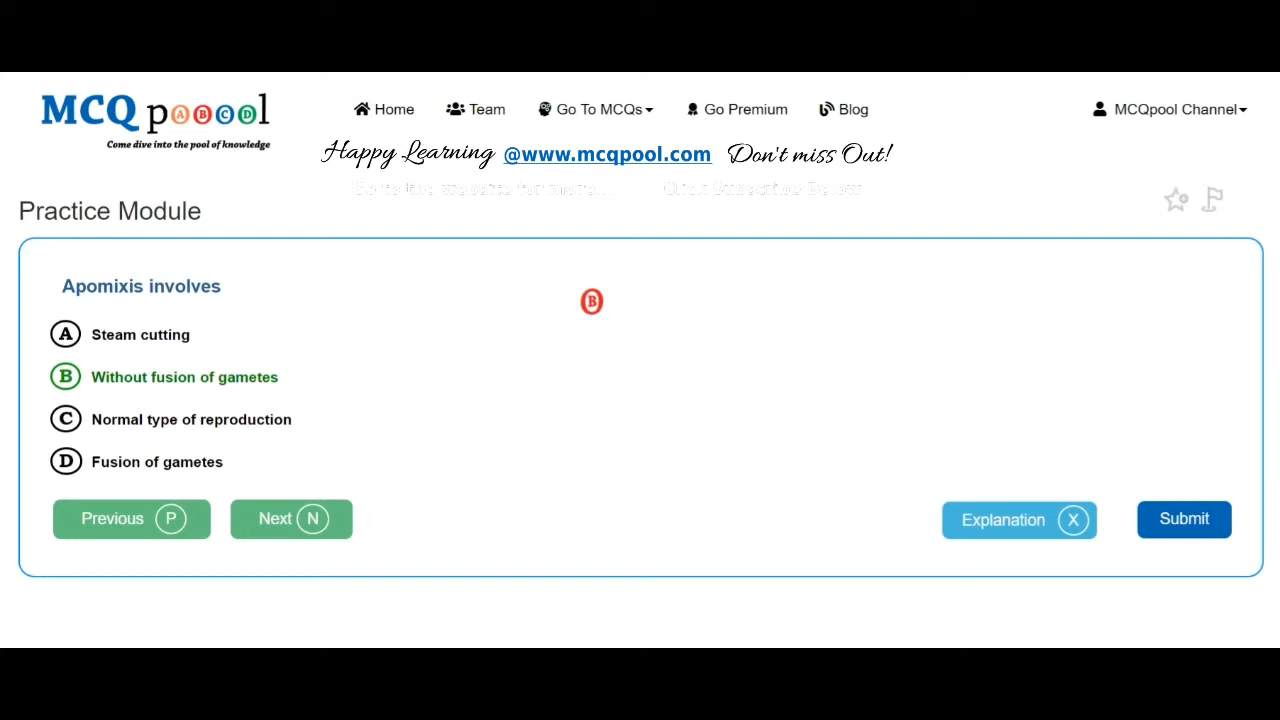 MCQ pooool
Come dive into the pool of knowledge
Home Team Go To MCQs Go Premium Blog MCQpool Channel
Happy Learning @www.mcqpool.com Don't miss Out!
Practice Module
Apomixis involves
B
A Steam cutting
B Without fusion of gametes
C Normal type of reproduction
D Fusion of gametes
Previous P Next N Explanation X Submit